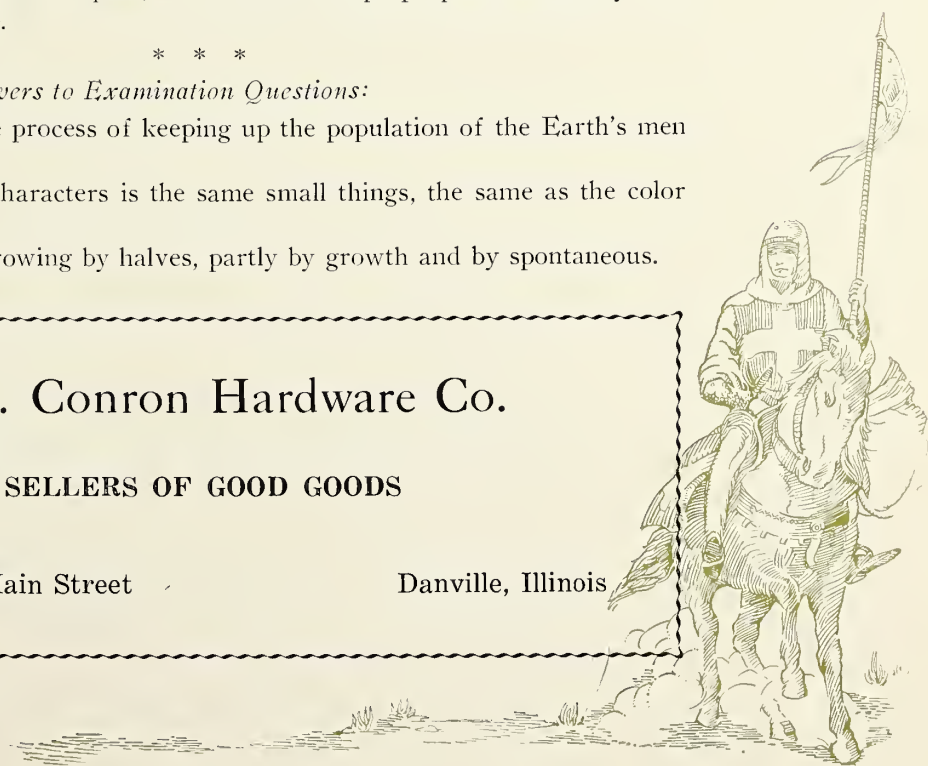 * * *
vers to Examination Questions:
process of keeping up the population of the Earth's men
haracters is the same small things, the same as the color
rowing by halves, partly by growth and by spontaneous.
. Conron Hardware Co.
SELLERS OF GOOD GOODS
ain Street Danville, Illinois